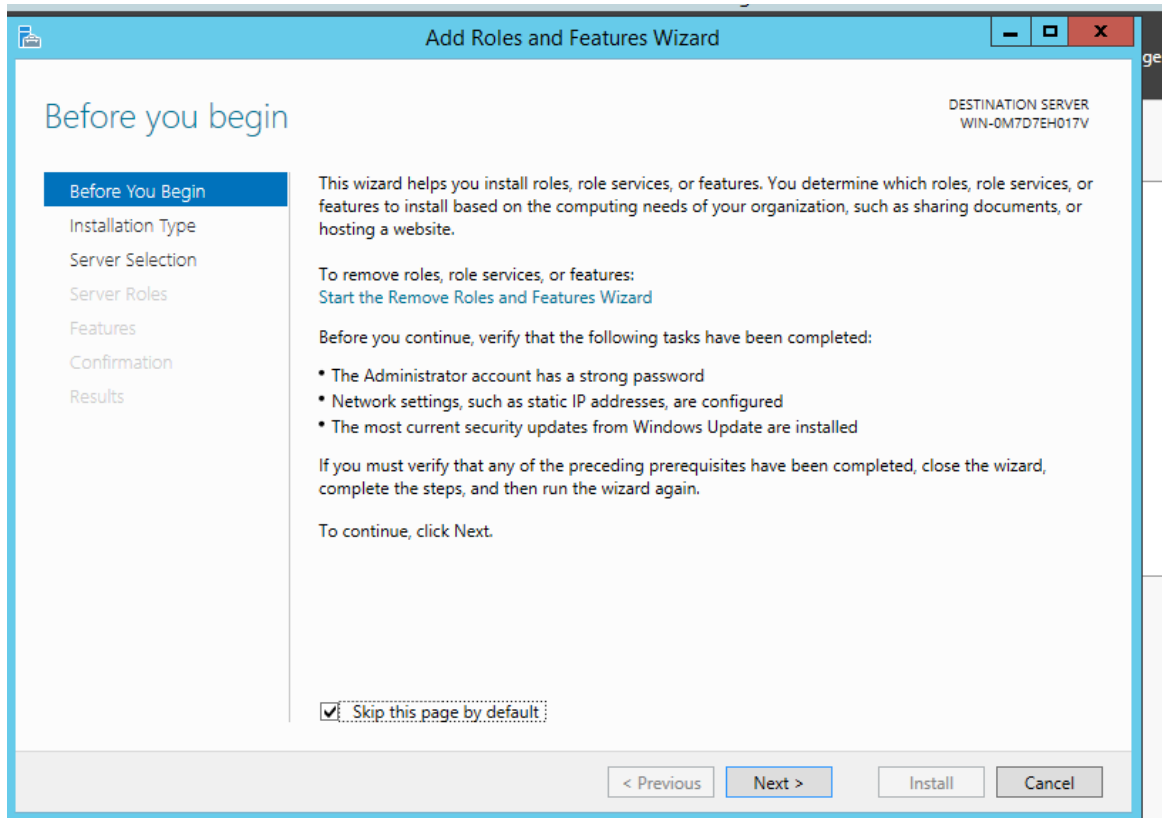 Add Roles and Features Wizard
ge
Before you begin
DESTINATION SERVER
WIN-0M7D7EH017V
Before You Begin
Installation Type
Server Selection
Server Roles
Features
Confirmation
Results
This wizard helps you install roles, role services, or features. You determine which roles, role services, or
features to install based on the computing needs of your organization, such as sharing documents, or
hosting a website.
To remove roles, role services, or features:
Start the Remove Roles and Features Wizard
Before you continue, verify that the following tasks have been completed:
• The Administrator account has a strong password
• Network settings, such as static IP addresses, are configured
• The most current security updates from Windows Update are installed
If you must verify that any of the preceding prerequisites have been completed, close the wizard,
complete the steps, and then run the wizard again.
To continue, click Next.
Skip this page by default
< Previous
Next >
Install
Cancel